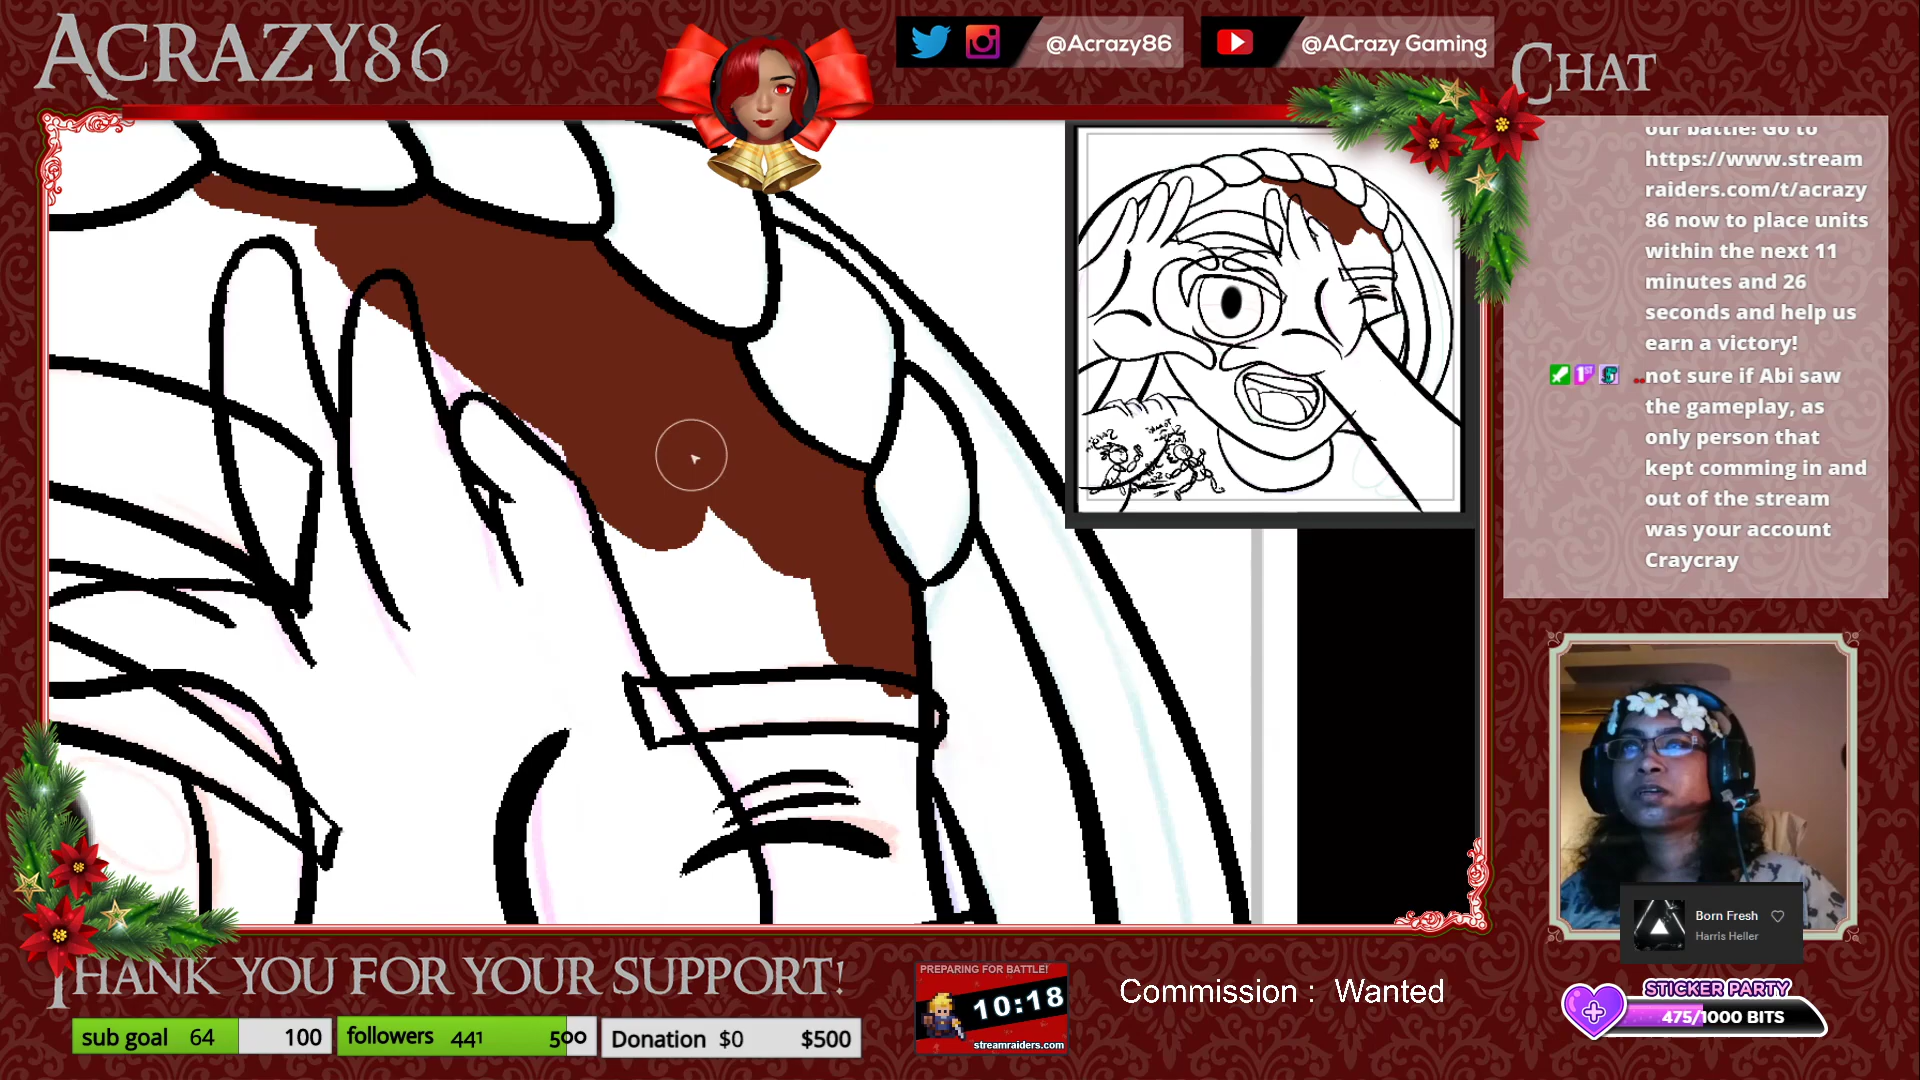 ACRAZY86
@Acrazy86
@ACrazy Gaming
CHAT
our battle! Go to
https://www.stream
raiders.com/t/acrazy
86 now to place units
within the next 11
minutes and 26
seconds and help us
earn a victory!
not sure if Abi saw
the gameplay, as
only person that
kept comming in and
out of the stream
was your account
Craycray
Born Fresh
Harris Heller
THANK YOU FOR YOUR SUPPORT!
PREPARING FOR BATTLE!
10:18
streamraiders.com
Commission : Wanted
STICKER PARTY
475/1000 BITS
sub goal 64 100
followers 441 500
Donation $0 $500